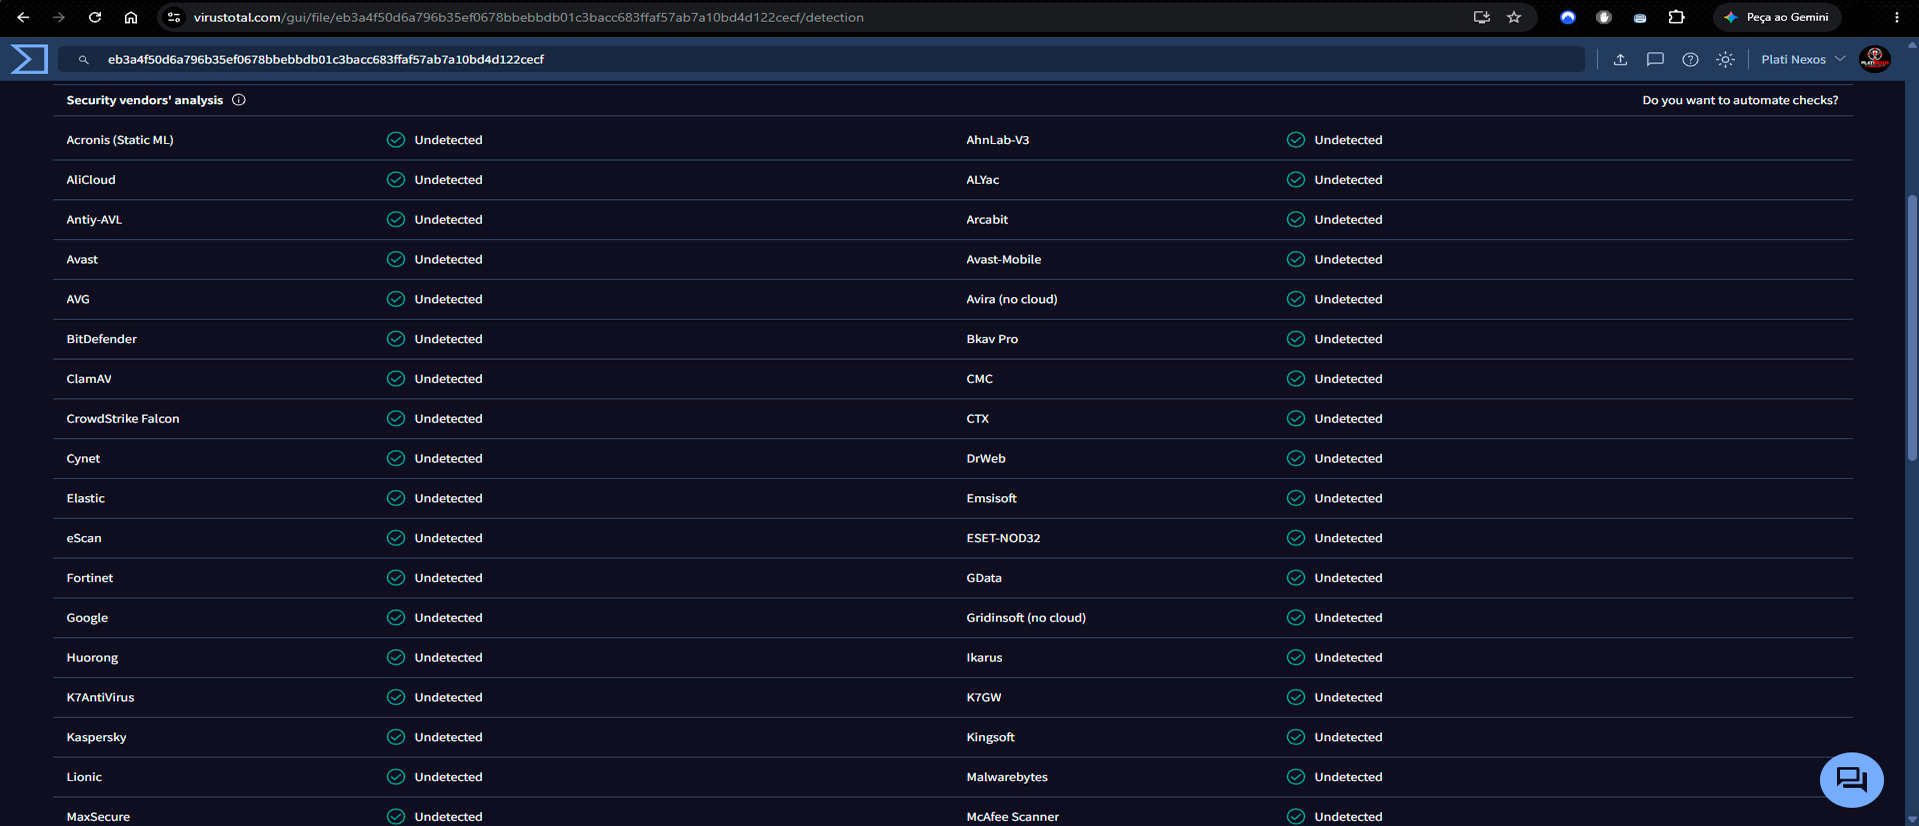 virustotal.com/gui/file/eb3a4f50d6a796b35ef0678bbebbdb01c3bacc683ffaf57ab7a10bd4d122cecf/detection
Peça ao Gemini
eb3a4f50d6a796b35ef0678bbebbdb01c3bacc683ffaf57ab7a10bd4d122cecf
Plati Nexos
Security vendors' analysis
Do you want to automate checks?
Acronis (Static ML) Undetected AhnLab-V3 Undetected
AliCloud Undetected ALYac Undetected
Antiy-AVL Undetected Arcabit Undetected
Avast Undetected Avast-Mobile Undetected
AVG Undetected Avira (no cloud) Undetected
BitDefender Undetected Bkav Pro Undetected
ClamAV Undetected CMC Undetected
CrowdStrike Falcon Undetected CTX Undetected
Cynet Undetected DrWeb Undetected
Elastic Undetected Emsisoft Undetected
eScan Undetected ESET-NOD32 Undetected
Fortinet Undetected GData Undetected
Google Undetected Gridinsoft (no cloud) Undetected
Huorong Undetected Ikarus Undetected
K7AntiVirus Undetected K7GW Undetected
Kaspersky Undetected Kingsoft Undetected
Lionic Undetected Malwarebytes Undetected
MaxSecure Undetected McAfee Scanner Undetected